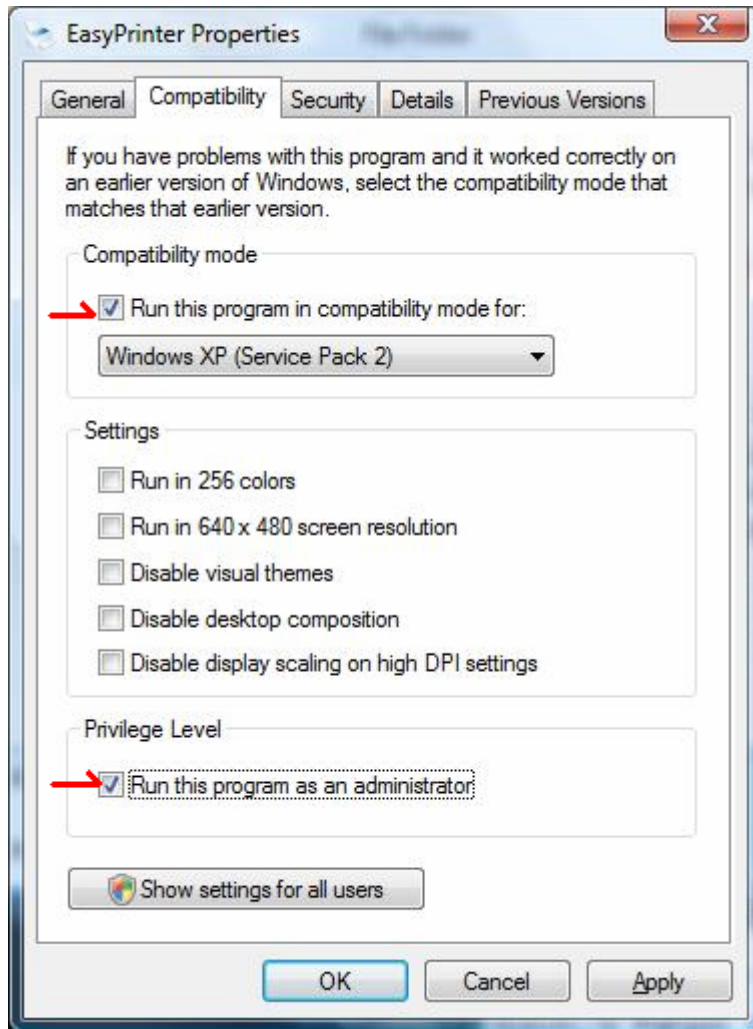 EasyPrinter Properties
General Compatibility Security Details Previous Versions
If you have problems with this program and it worked correctly on
an earlier version of Windows, select the compatibility mode that
matches that earlier version.
Compatibility mode
Run this program in compatibility mode for:
Windows XP (Service Pack 2)
Settings
Run in 256 colors
Run in 640 x 480 screen resolution
Disable visual themes
Disable desktop composition
Disable display scaling on high DPI settings
Privilege Level
Run this program as an administrator
Show settings for all users
OK Cancel Apply